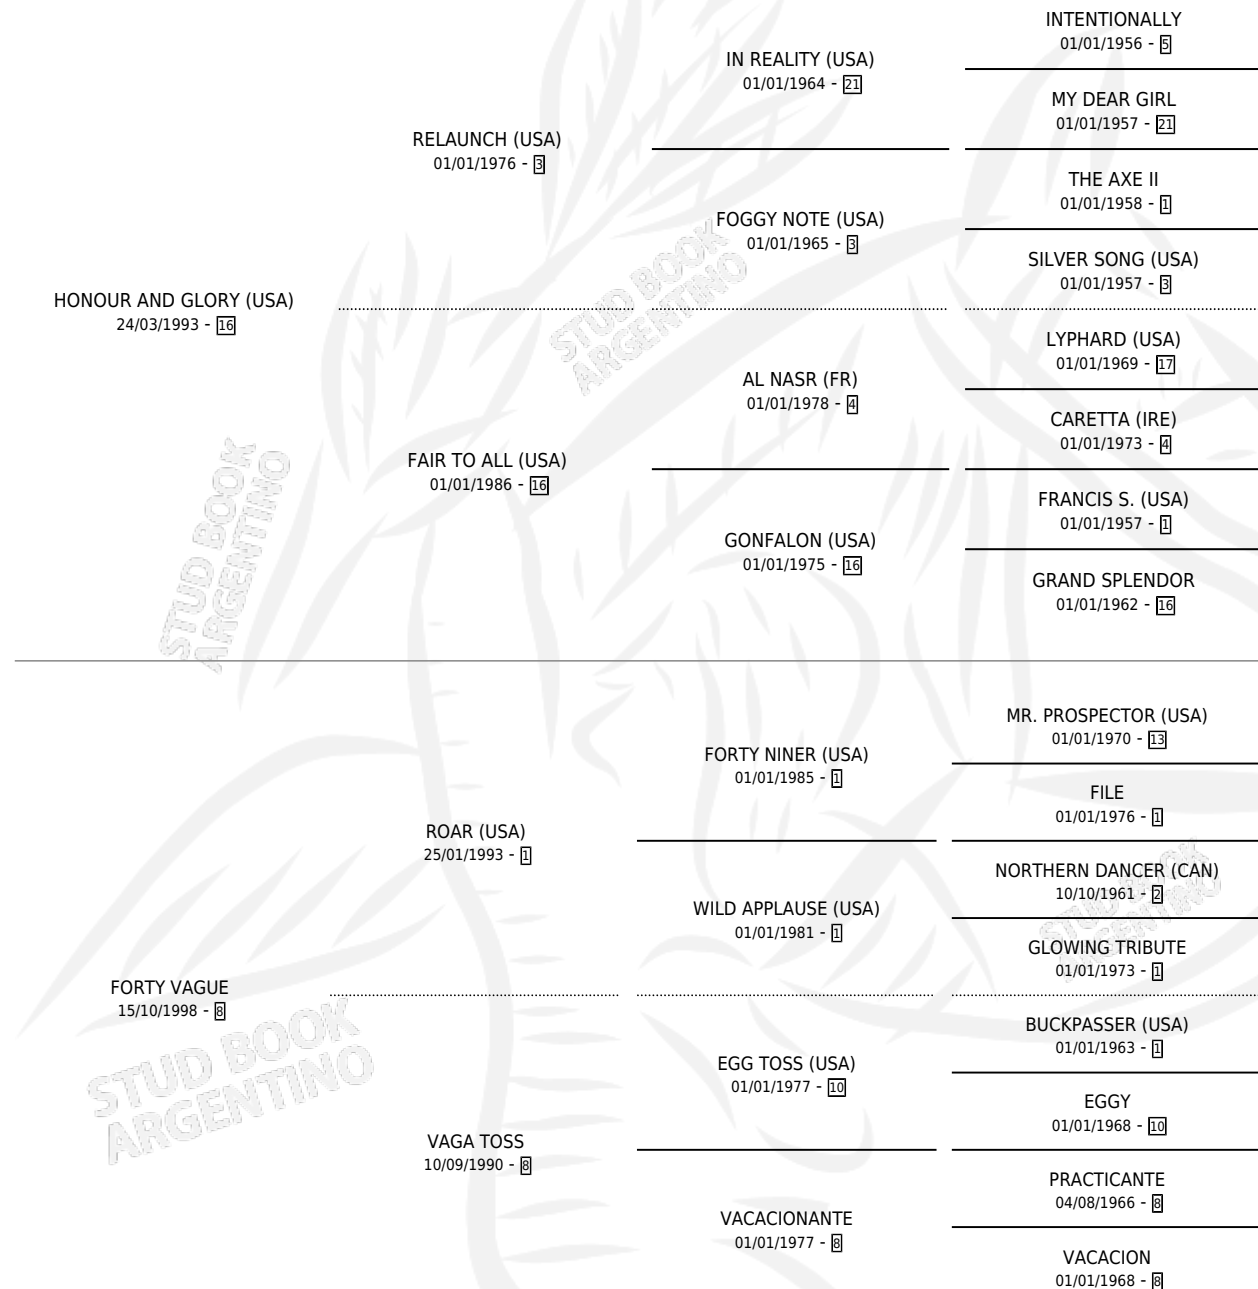 INTENTIONALLY
01/01/1956 - 5
IN REALITY (USA)
01/01/1964 - 21
MY DEAR GIRL
01/01/1957 - 21
RELAUNCH (USA)
01/01/1976 - 3
THE AXE II
01/01/1958 - 1
FOGGY NOTE (USA)
01/01/1965 - 3
SILVER SONG (USA)
01/01/1957 - 3
HONOUR AND GLORY (USA)
24/03/1993 - 16
LYPHARD (USA)
01/01/1969 - 17
AL NASR (FR)
01/01/1978 - 4
CARETTA (IRE)
01/01/1973 - 4
FAIR TO ALL (USA)
01/01/1986 - 16
FRANCIS S. (USA)
01/01/1957 - 1
GONFALON (USA)
01/01/1975 - 16
GRAND SPLENDOR
01/01/1962 - 16
MR. PROSPECTOR (USA)
01/01/1970 - 13
FORTY NINER (USA)
01/01/1985 - 1
FILE
01/01/1976 - 1
ROAR (USA)
25/01/1993 - 1
NORTHERN DANCER (CAN)
10/10/1961 - 2
WILD APPLAUSE (USA)
01/01/1981 - 1
GLOWING TRIBUTE
01/01/1973 - 1
FORTY VAGUE
15/10/1998 - 8
BUCKPASSER (USA)
01/01/1963 - 1
EGG TOSS (USA)
01/01/1977 - 10
EGGY
01/01/1968 - 10
VAGA TOSS
10/09/1990 - 8
PRACTICANTE
04/08/1966 - 8
VACACIONANTE
01/01/1977 - 8
VACACION
01/01/1968 - 8
STUD BOOK
ARGENTINO
STUD BOOK
ARGENTINO
STUD BOOK
ARGENTINO
STUD BOOK
ARGENTINO